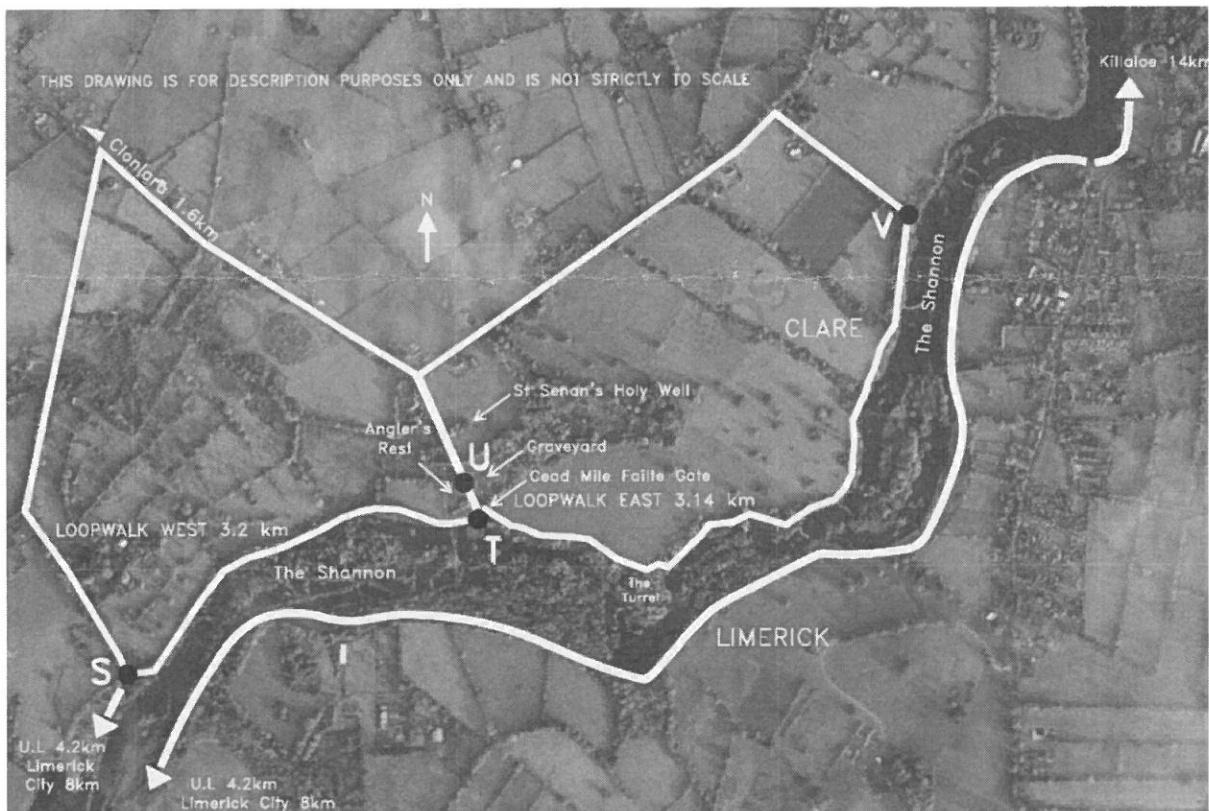 Killaloe 14km
THIS DRAWING IS FOR DESCRIPTION PURPOSES ONLY AND IS NOT STRICTLY TO SCALE
Clonlara 1.6km
N
V
The Shannon
CLARE
St Senan's Holy Well
Angler's
Rest
U
Graveyard
Cead Mile Failte Gate
LOOPWALK EAST 3.14 km
LOOPWALK WEST 3.2 km
T
The Shannon
The
Turret
LIMERICK
S
U.L 4.2km
Limerick
City 8km
U.L 4.2km
Limerick City 8km